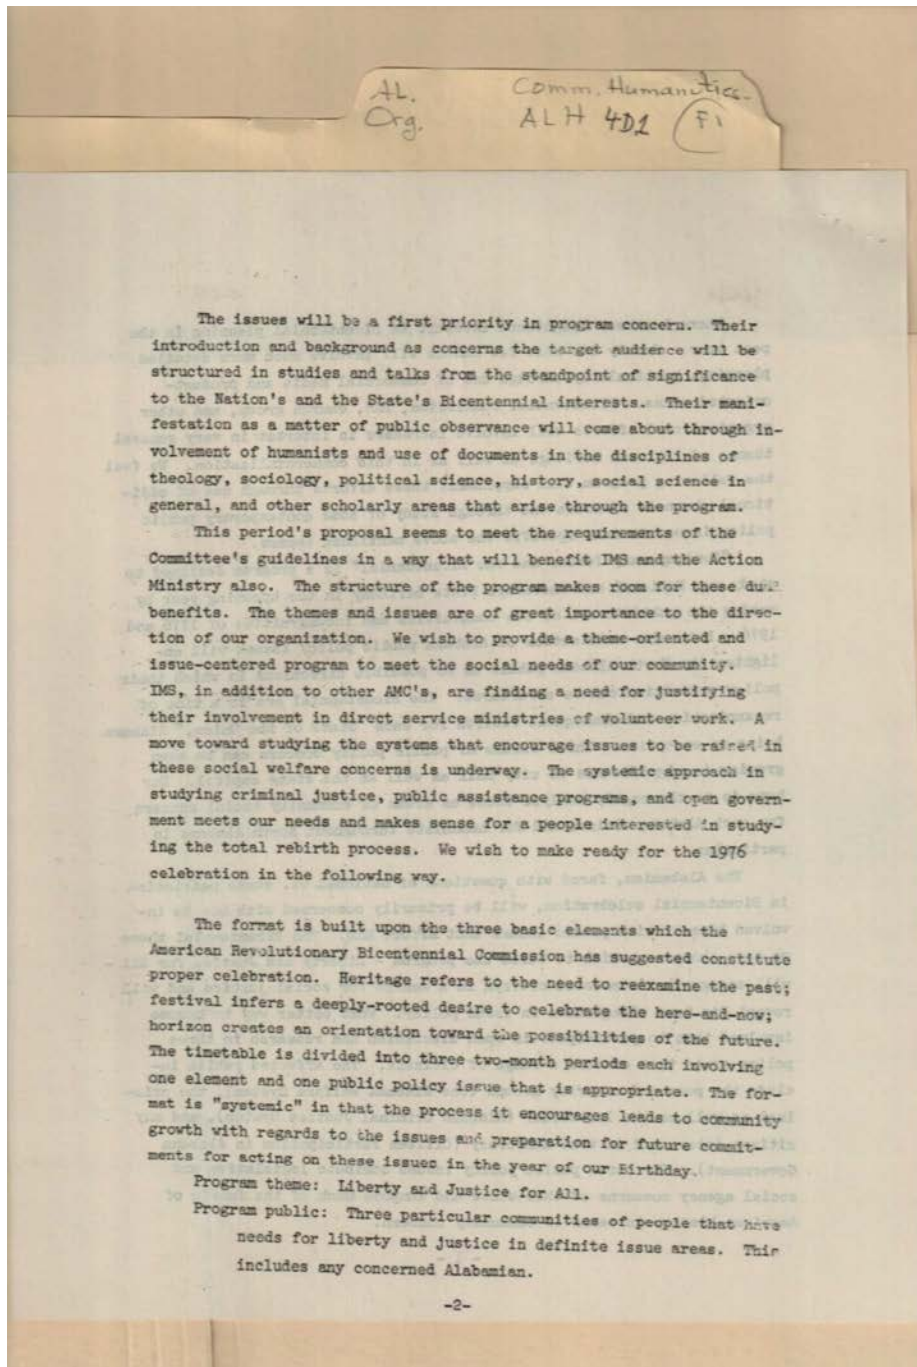 AL. Comm. Humanities
Org. ALH 4D1 F1
The issues will be a first priority in program concern. Their
introduction and background as concerns the target audience will be
structured in studies and talks from the standpoint of significance
to the Nation's and the State's Bicentennial interests. Their mani-
festation as a matter of public observance will come about through in-
volvement of humanists and use of documents in the disciplines of
theology, sociology, political science, history, social science in
general, and other scholarly areas that arise through the program.
This period's proposal seems to meet the requirements of the
Committee's guidelines in a way that will benefit IMS and the Action
Ministry also. The structure of the program makes room for these
benefits. The themes and issues are of great importance to the direc-
tion of our organization. We wish to provide a theme-oriented and
issue-centered program to meet the social needs of our community.
IMS, in addition to other AMC's, are finding a need for justifying
their involvement in direct service ministries of volunteer work. A
move toward studying the systems that encourage issues to be raised in
these social welfare concerns is underway. The systemic approach in
studying criminal justice, public assistance programs, and open govern-
ment meets our needs and makes sense for a people interested in study-
ing the total rebirth process. We wish to make ready for the 1976
celebration in the following way.
The format is built upon the three basic elements which the
American Revolutionary Bicentennial Commission has suggested constitute
proper celebration. Heritage refers to the need to reexamine the past;
festival infers a deeply-rooted desire to celebrate the here-and-now;
horizon creates an orientation toward the possibilities of the future.
The timetable is divided into three two-month periods each involving
one element and one public policy issue that is appropriate. The for-
mat is "systemic" in that the process it encourages leads to community
growth with regards to the issues and preparation for future commit-
ments for acting on these issues in the year of our Birthday.
Program theme: Liberty and Justice for All.
Program public: Three particular communities of people that have
needs for liberty and justice in definite issue areas. This
includes any concerned Alabamian.
-2-